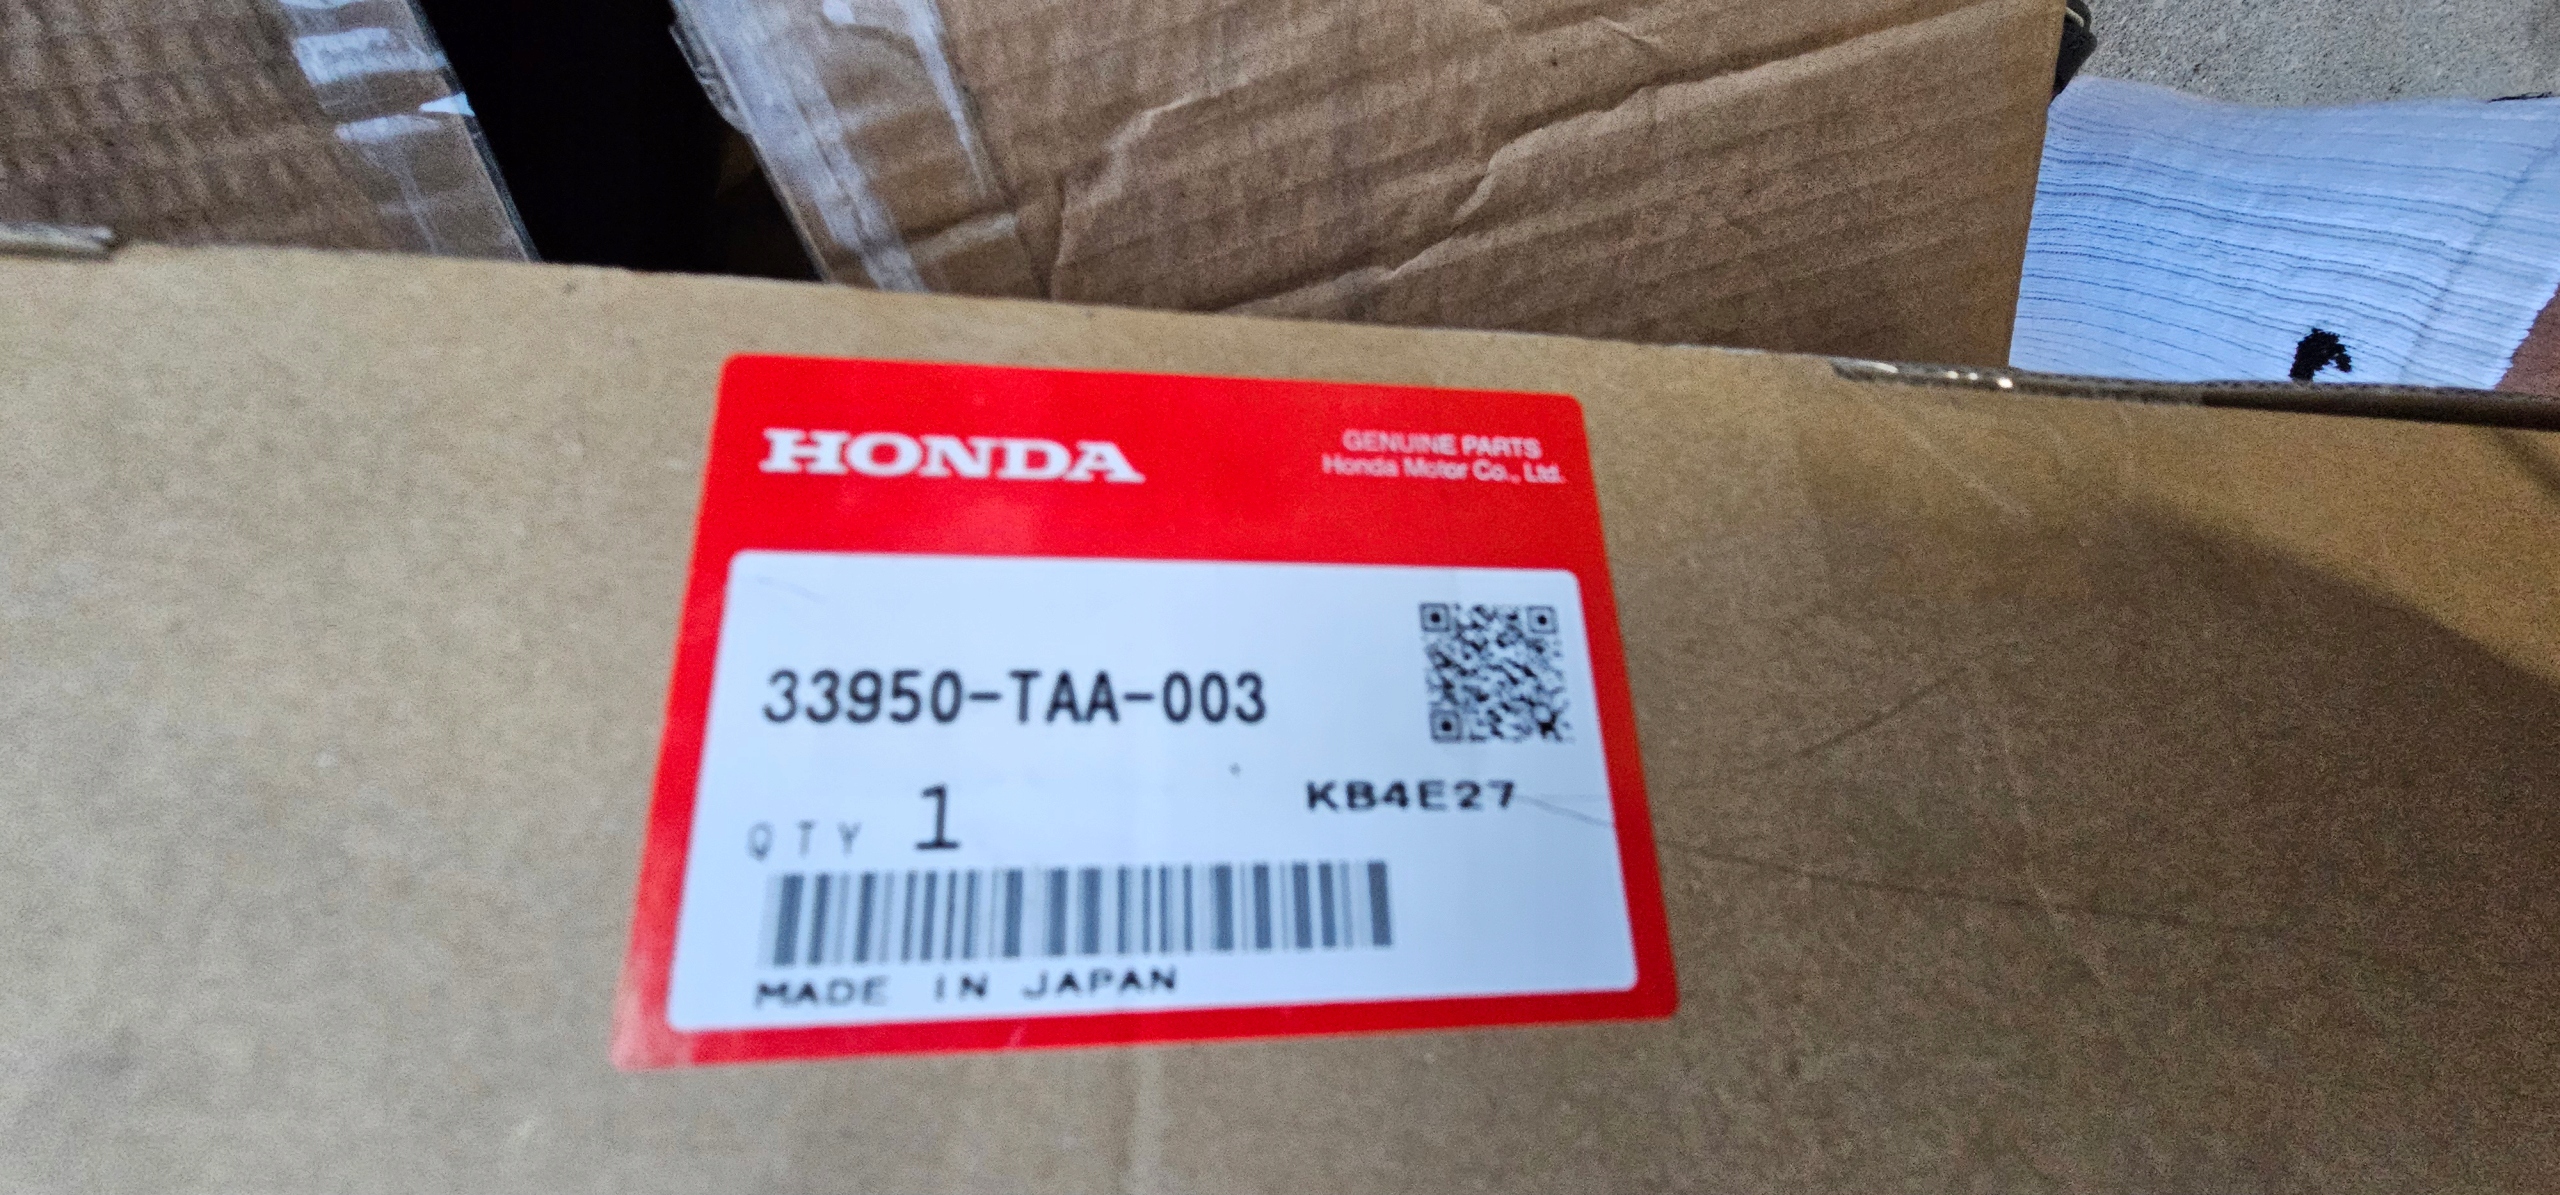 HONDA
GENUINE PARTS
Honda Motor Co., Ltd.
33950-TAA-003
QTY 1
KB4E27
MADE IN JAPAN